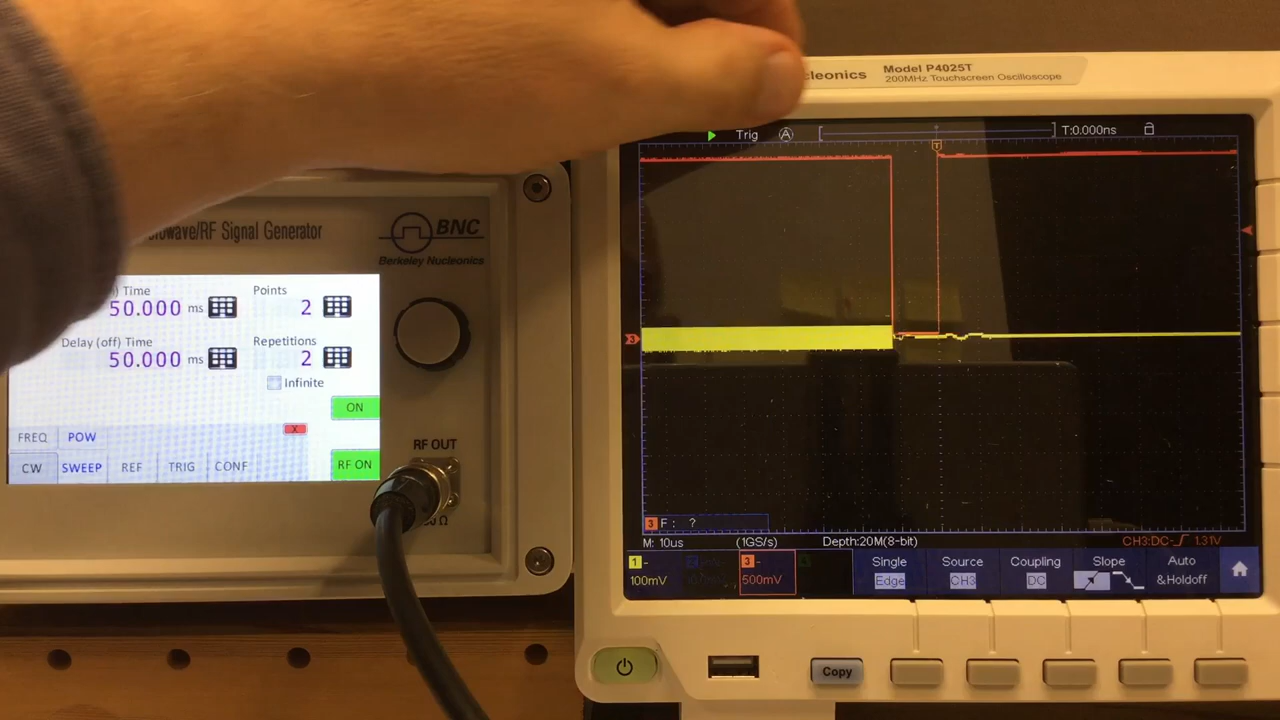 Model P4025T
200MHz Touchscreen Oscilloscope
Trig A T:0.000ns
T
RF Signal Generator
BNC
Berkeley Nucleonics
Time
50.000 ms
Points
2
Delay (off) Time
50.000 ms
Repetitions
2
Infinite
ON
X
FREQ POW
CW SWEEP REF TRIG CONF RF ON
RF OUT
3
3 F: ?
M: 10us (1GS/s) Depth:20M(8-bit) CH3:DC- 1.31V
1 100mV
3 500mV
Single
Edge
Source
CH3
Coupling
DC
Slope
Auto
&Holdoff
Copy